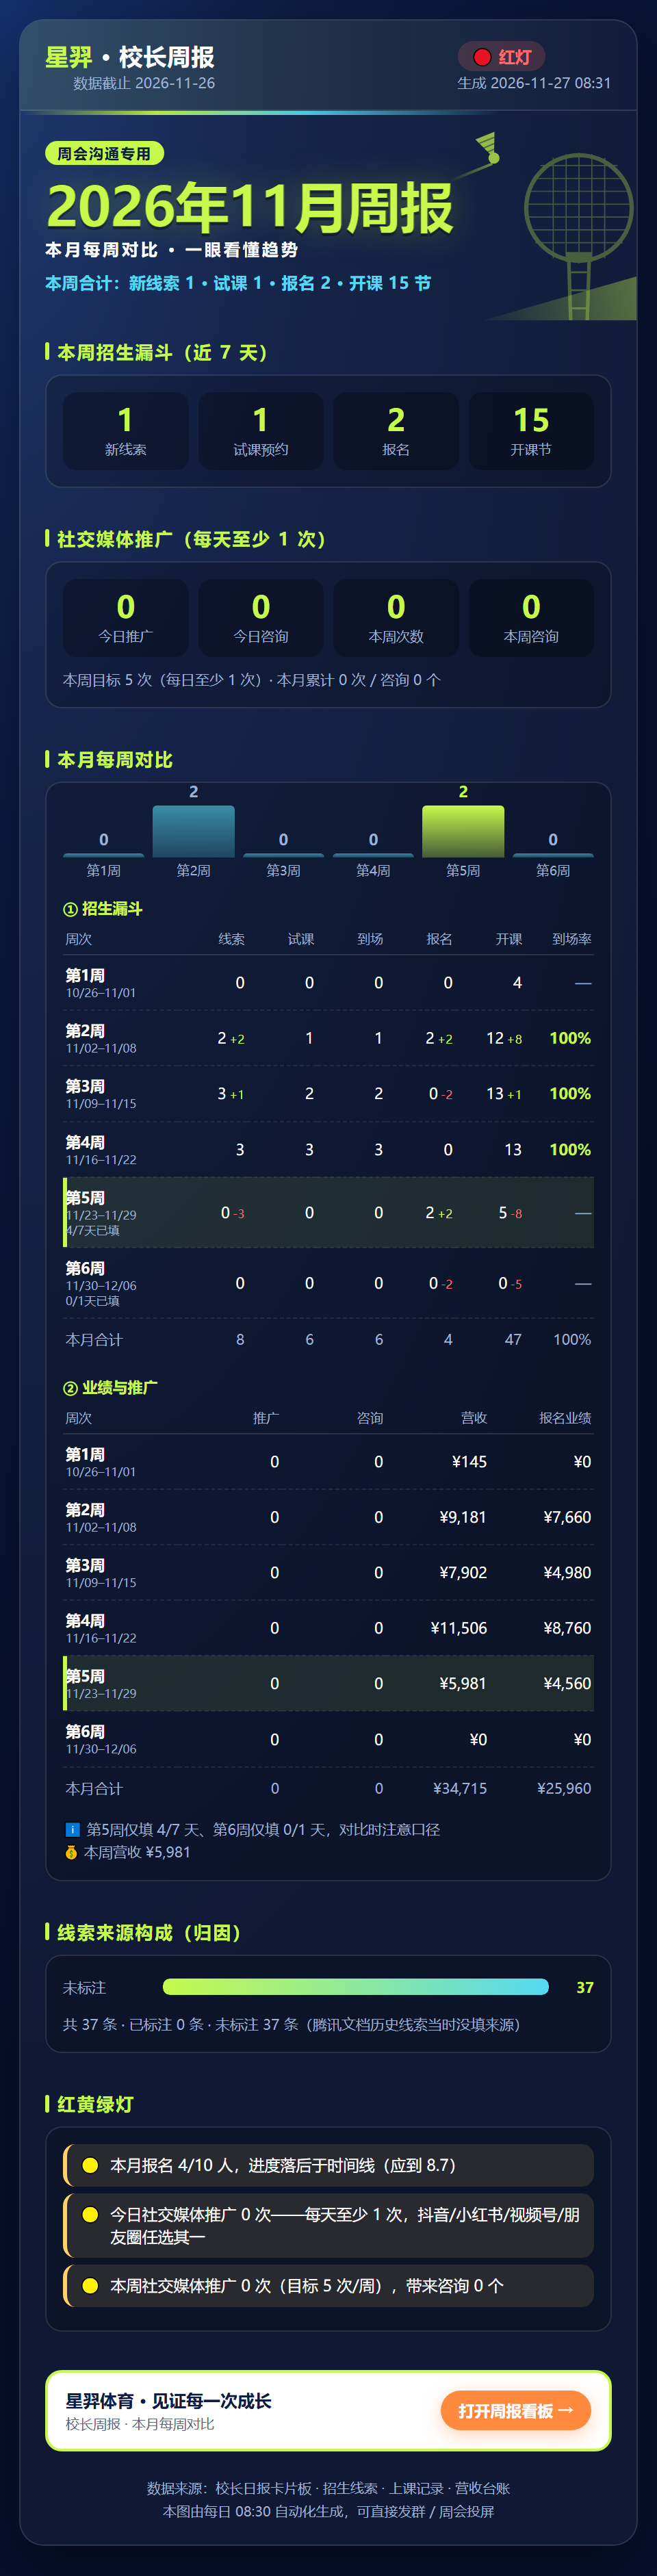 星羿 · 校长周报
红灯
数据截止 2026-11-26
生成 2026-11-27 08:31
周会沟通专用
2026年11月周报
本月每周对比 · 一眼看懂趋势
本周合计：新线索 1 · 试课 1 · 报名 2 · 开课 15 节
本周招生漏斗（近 7 天）
1 1 2 15
新线索 试课预约 报名 开课节
社交媒体推广（每天至少 1 次）
0 0 0 0
今日推广 今日咨询 本周次数 本周咨询
本周目标 5 次（每日至少 1 次）· 本月累计 0 次 / 咨询 0 个
本月每周对比
0 2 0 0 2 0
第1周 第2周 第3周 第4周 第5周 第6周
① 招生漏斗
周次 线索 试课 到场 报名 开课 到场率
第1周
10/26–11/01
0 0 0 0 4 —
第2周
11/02–11/08
2 +2 1 1 2 +2 12 +8 100%
第3周
11/09–11/15
3 +1 2 2 0 -2 13 +1 100%
第4周
11/16–11/22
3 3 3 0 13 100%
第5周
11/23–11/29
4/7天已填
0 -3 0 0 2 +2 5 -8 —
第6周
11/30–12/06
0/1天已填
0 0 0 0 -2 0 -5 —
本月合计 8 6 6 4 47 100%
② 业绩与推广
周次 推广 咨询 营收 报名业绩
第1周
10/26–11/01
0 0 ¥145 ¥0
第2周
11/02–11/08
0 0 ¥9,181 ¥7,660
第3周
11/09–11/15
0 0 ¥7,902 ¥4,980
第4周
11/16–11/22
0 0 ¥11,506 ¥8,760
第5周
11/23–11/29
0 0 ¥5,981 ¥4,560
第6周
11/30–12/06
0 0 ¥0 ¥0
本月合计 0 0 ¥34,715 ¥25,960
ℹ️ 第5周仅填 4/7 天、第6周仅填 0/1 天，对比时注意口径
💰 本周营收 ¥5,981
线索来源构成（归因）
未标注 37
共 37 条 · 已标注 0 条 · 未标注 37 条（腾讯文档历史线索当时没填来源）
红黄绿灯
本月报名 4/10 人，进度落后于时间线（应到 8.7）
今日社交媒体推广 0 次——每天至少 1 次，抖音/小红书/视频号/朋
友圈任选其一
本周社交媒体推广 0 次（目标 5 次/周），带来咨询 0 个
星羿体育 · 见证每一次成长
校长周报 · 本月每周对比
打开周报看板 →
数据来源：校长日报卡片板 · 招生线索 · 上课记录 · 营收台账
本图由每日 08:30 自动化生成，可直接发群 / 周会投屏